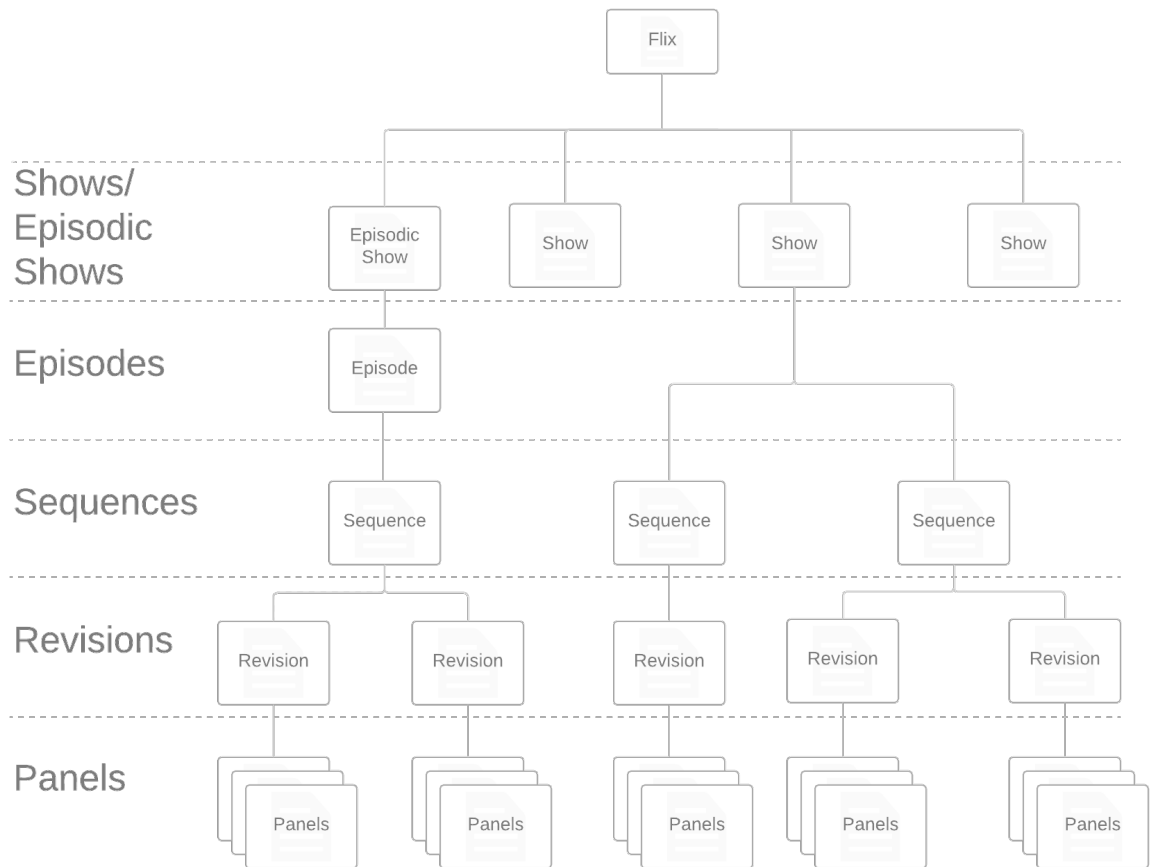 Flix
Shows/
Episodic
Shows
Episodic
Show
Show
Show
Show
Episodes
Episode
Sequences
Sequence
Sequence
Sequence
Revisions
Revision
Revision
Revision
Revision
Revision
Panels
Panels
Panels
Panels
Panels
Panels